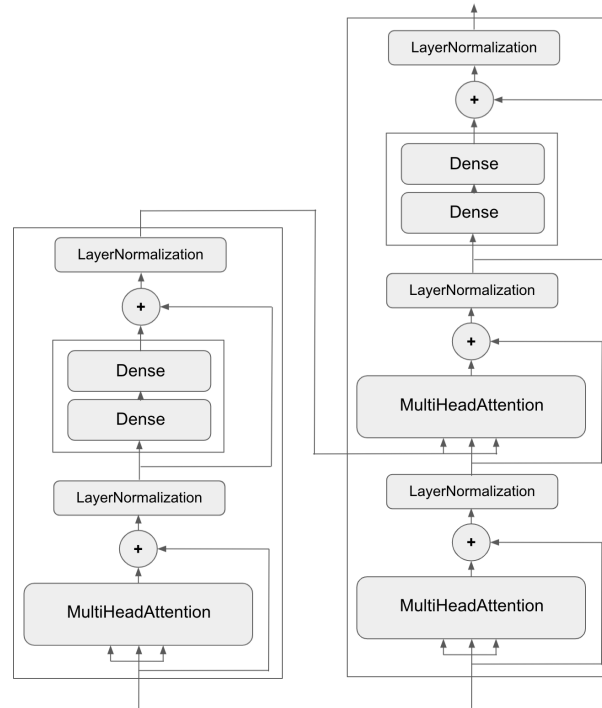 LayerNormalization
+
Dense
Dense
LayerNormalization
+
MultiHeadAttention
LayerNormalization
+
Dense
Dense
LayerNormalization
+
MultiHeadAttention
LayerNormalization
+
MultiHeadAttention